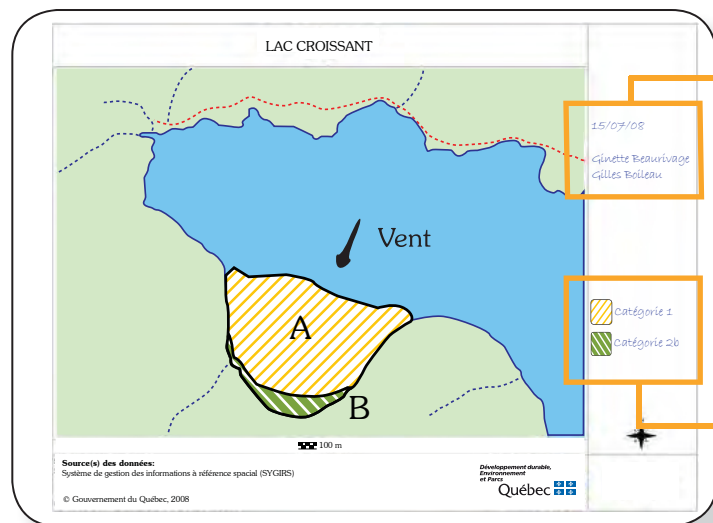 LAC CROISSANT
15/07/08
Ginette Beaurivage
Gilles Boileau
Vent
A
B
Catégorie 1
Catégorie 2b
100 m
Source(s) des données:
Système de gestion des informations à référence spacial (SYGIRS)
© Gouvernement du Québec, 2008
Développement durable,
Environnement
et Parcs
Québec